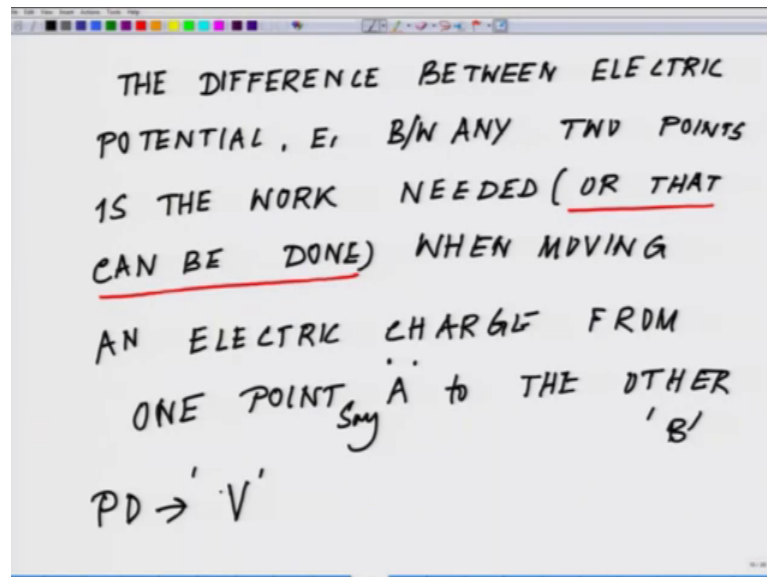 THE DIFFERENCE BETWEEN ELECTRIC
POTENTIAL, E, B/W ANY TWO POINTS
IS THE WORK NEEDED (OR THAT
CAN BE DONE) WHEN MOVING
AN ELECTRIC CHARGE FROM
ONE POINT Say A to THE OTHER
'B'
PD → 'V'